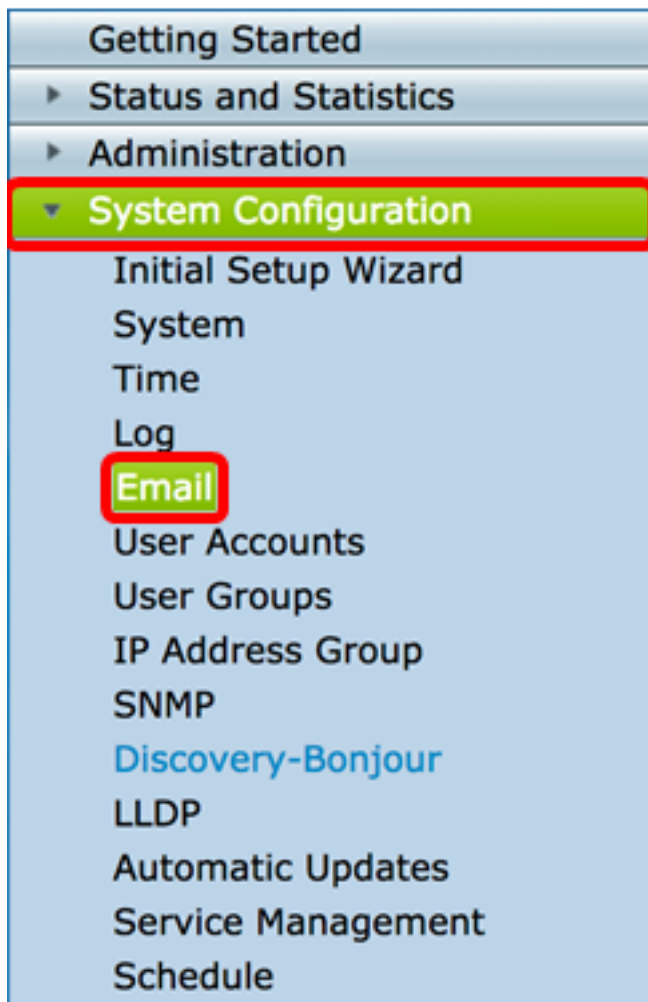 Getting Started
Status and Statistics
Administration
System Configuration
Initial Setup Wizard
System
Time
Log
Email
User Accounts
User Groups
IP Address Group
SNMP
Discovery-Bonjour
LLDP
Automatic Updates
Service Management
Schedule